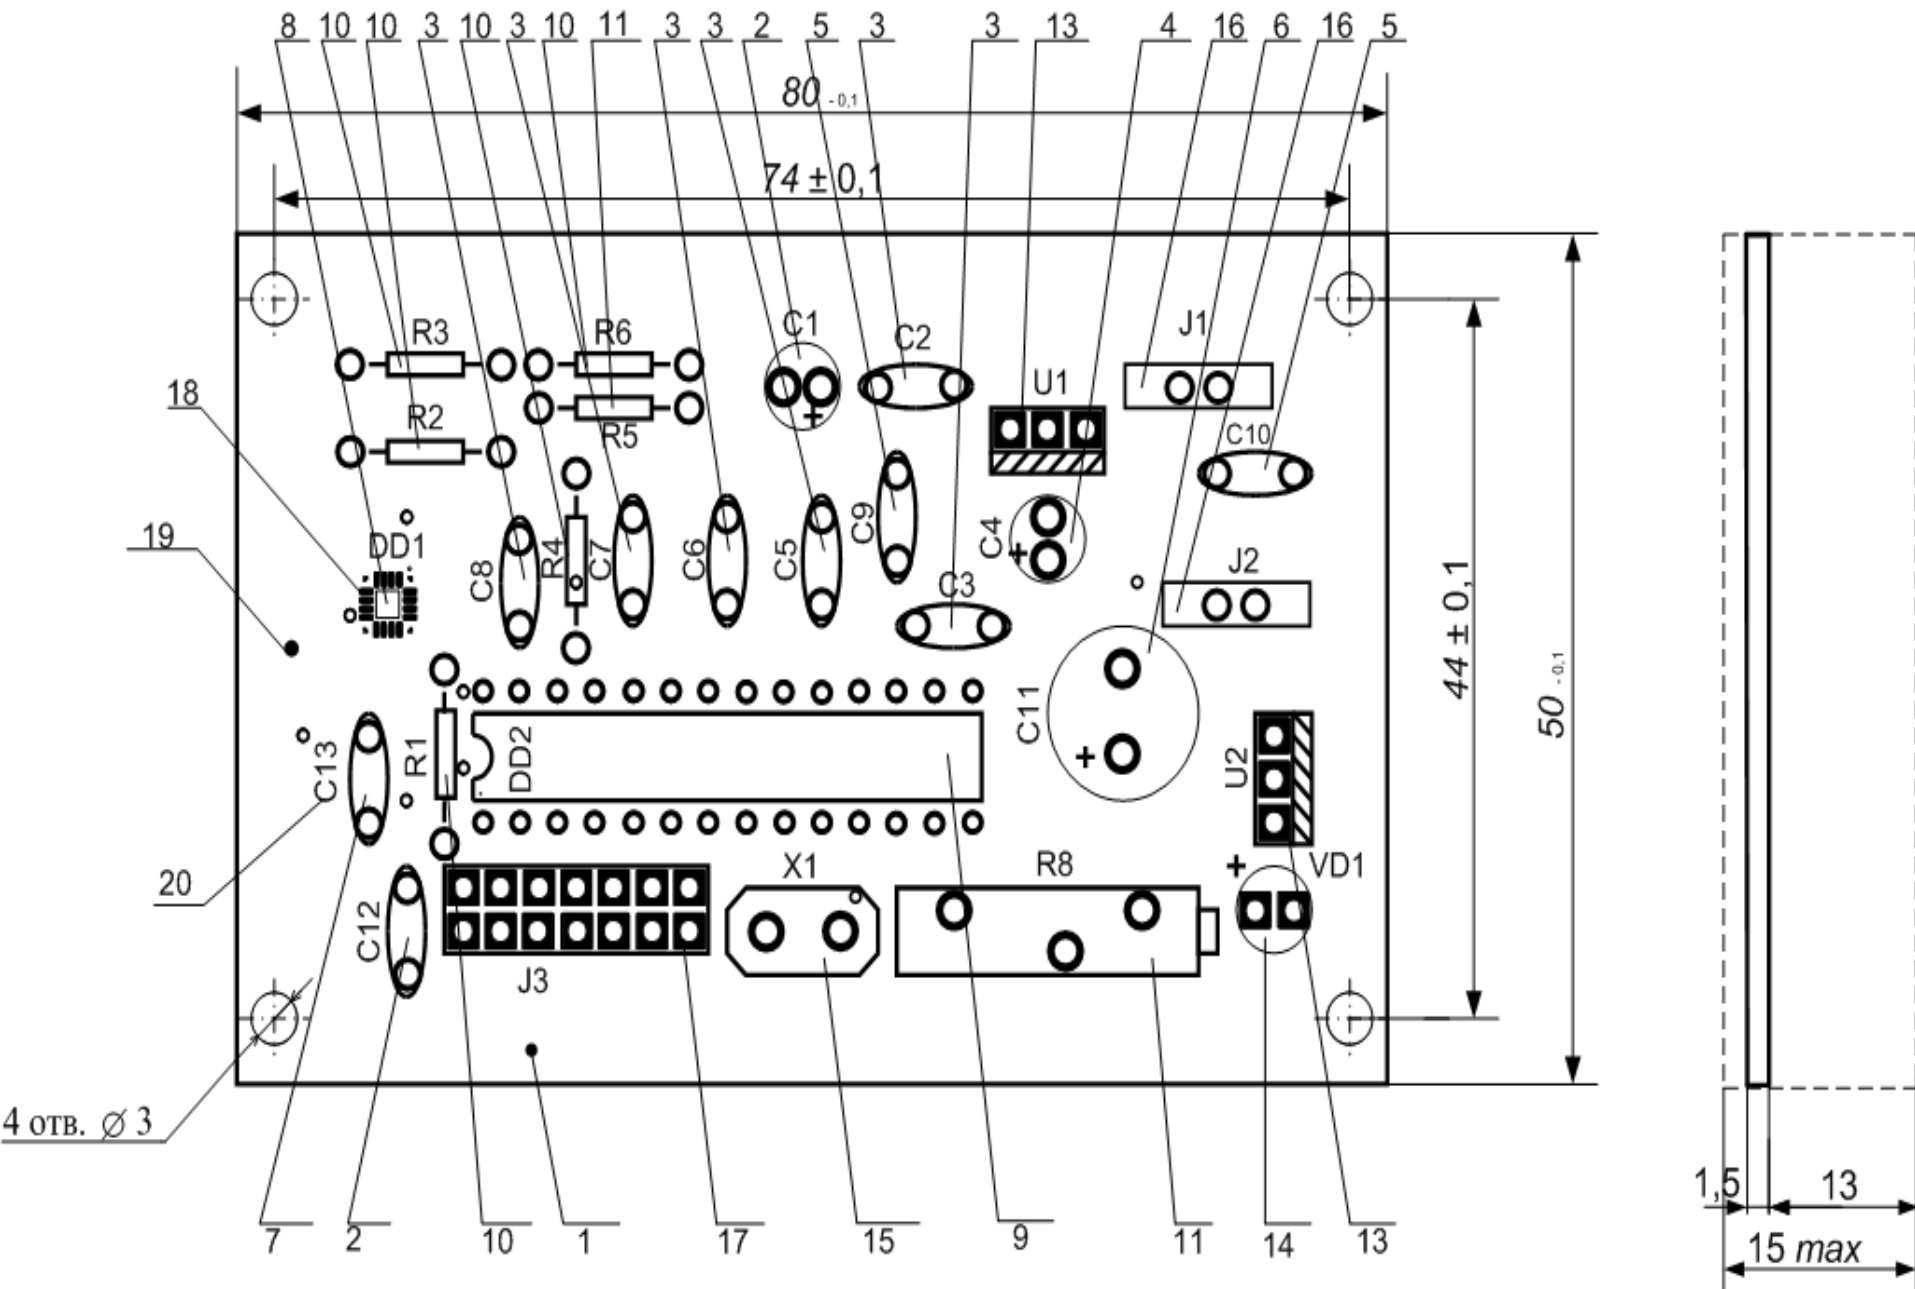 8 10 10 3 10 3 10 11 3 3 2 5 3 3 13 4 16 6 16 5
80 -0,1
74 ± 0,1
R3 R6 C1 C2 J1
U1
18 R2 R5 C10
19 DD1 C8 R4 C7 C6 C5 C9 C4 + J2
C3
44 ± 0,1
50 -0,1
C13 R1 DD2 C11 + U2
20 X1 R8 + VD1
C12
J3
4 отв. ∅ 3
1,5 13
7 2 10 1 17 15 9 11 14 13
15 max
+